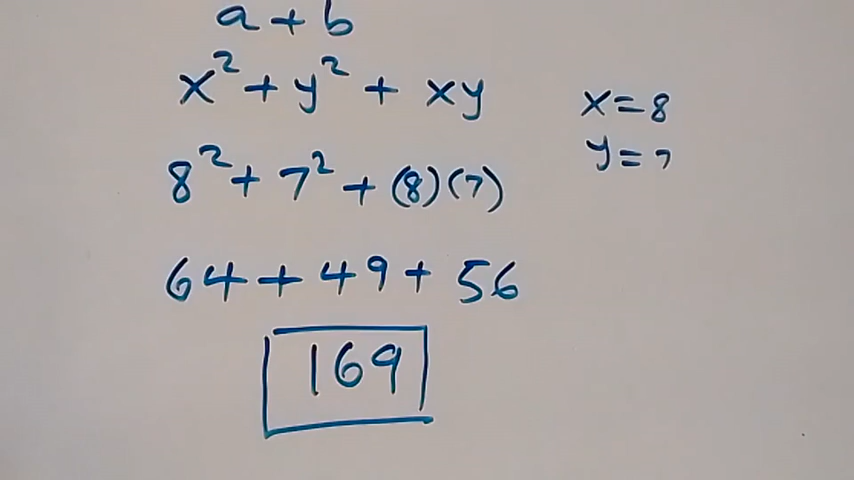 a + b
x² + y² + xy
x = 8
y = 7
8² + 7² + (8)(7)
64 + 49 + 56
169